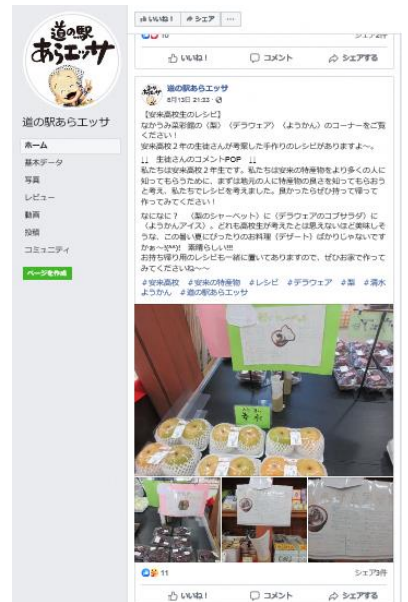 道の駅
あらエッサ
道の駅あらエッサ
ホーム
基本データ
写真
レビュー
動画
投稿
コミュニティ
ページを作成
いいね！
シェア
いいね！
コメント
シェアする
道の駅あらエッサ
8月13日 21:33
【安来高校生のレシピ】
なかうみ菜彩館の〈梨〉〈デラウェア〉〈ようかん〉のコーナーをご覧
ください！
安来高校２年の生徒さんが考案した手作りのレシピがありますよ〜。
↓↓ 生徒さんのコメントPOP ↓↓
私たちは安来高校２年生です。私たちは安来の特産物をより多くの人に
知ってもらうために、まずは地元の人に特産物の良さを知ってもらおう
と考え、私たちでレシピを考えました。良かったらぜひ持って帰って
作ってみてください！
なになに？ 〈梨のシャーベット〉に〈デラウェアのコブサラダ〉に
〈ようかんアイス〉。どれも高校生が考えたとは思えないほど美味しそ
うな、この暑い夏にぴったりのお料理（デザート）ばかりじゃないです
かぁ〜!(^^)! 素晴らしい!!!
お持ち帰り用のレシピも一緒に置いてありますので、ぜひお家で作って
みてくださいね〜〜
#安来高校 #安来の特産物 #レシピ #デラウェア #梨 #清水
ようかん #道の駅あらエッサ
11
シェア3件
いいね！
コメント
シェアする